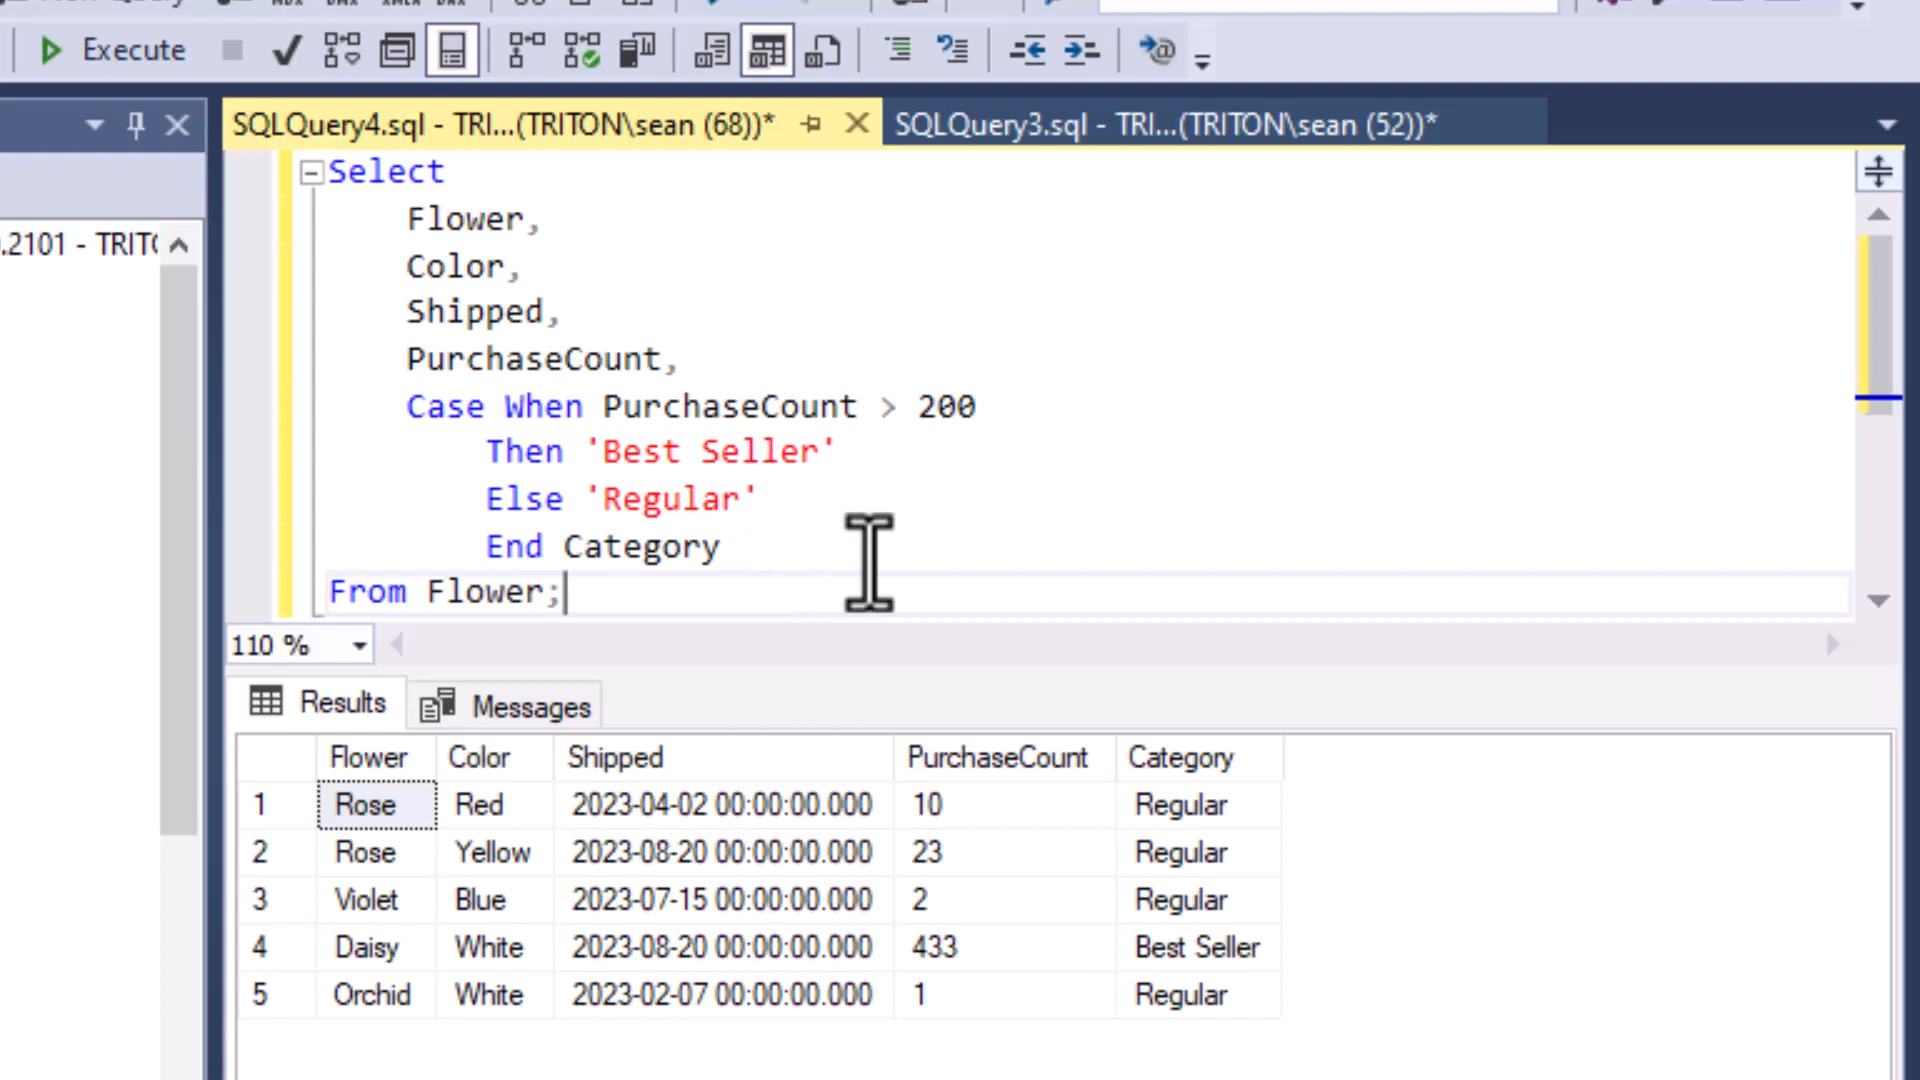 Execute
SQLQuery4.sql - TRI...(TRITON\sean (68))*
SQLQuery3.sql - TRI...(TRITON\sean (52))*
.2101 - TRIT
Select
Flower,
Color,
Shipped,
PurchaseCount,
Case When PurchaseCount > 200
Then 'Best Seller'
Else 'Regular'
End Category
From Flower;
110 %
Results
Messages
Flower Color Shipped PurchaseCount Category
1 Rose Red 2023-04-02 00:00:00.000 10 Regular
2 Rose Yellow 2023-08-20 00:00:00.000 23 Regular
3 Violet Blue 2023-07-15 00:00:00.000 2 Regular
4 Daisy White 2023-08-20 00:00:00.000 433 Best Seller
5 Orchid White 2023-02-07 00:00:00.000 1 Regular